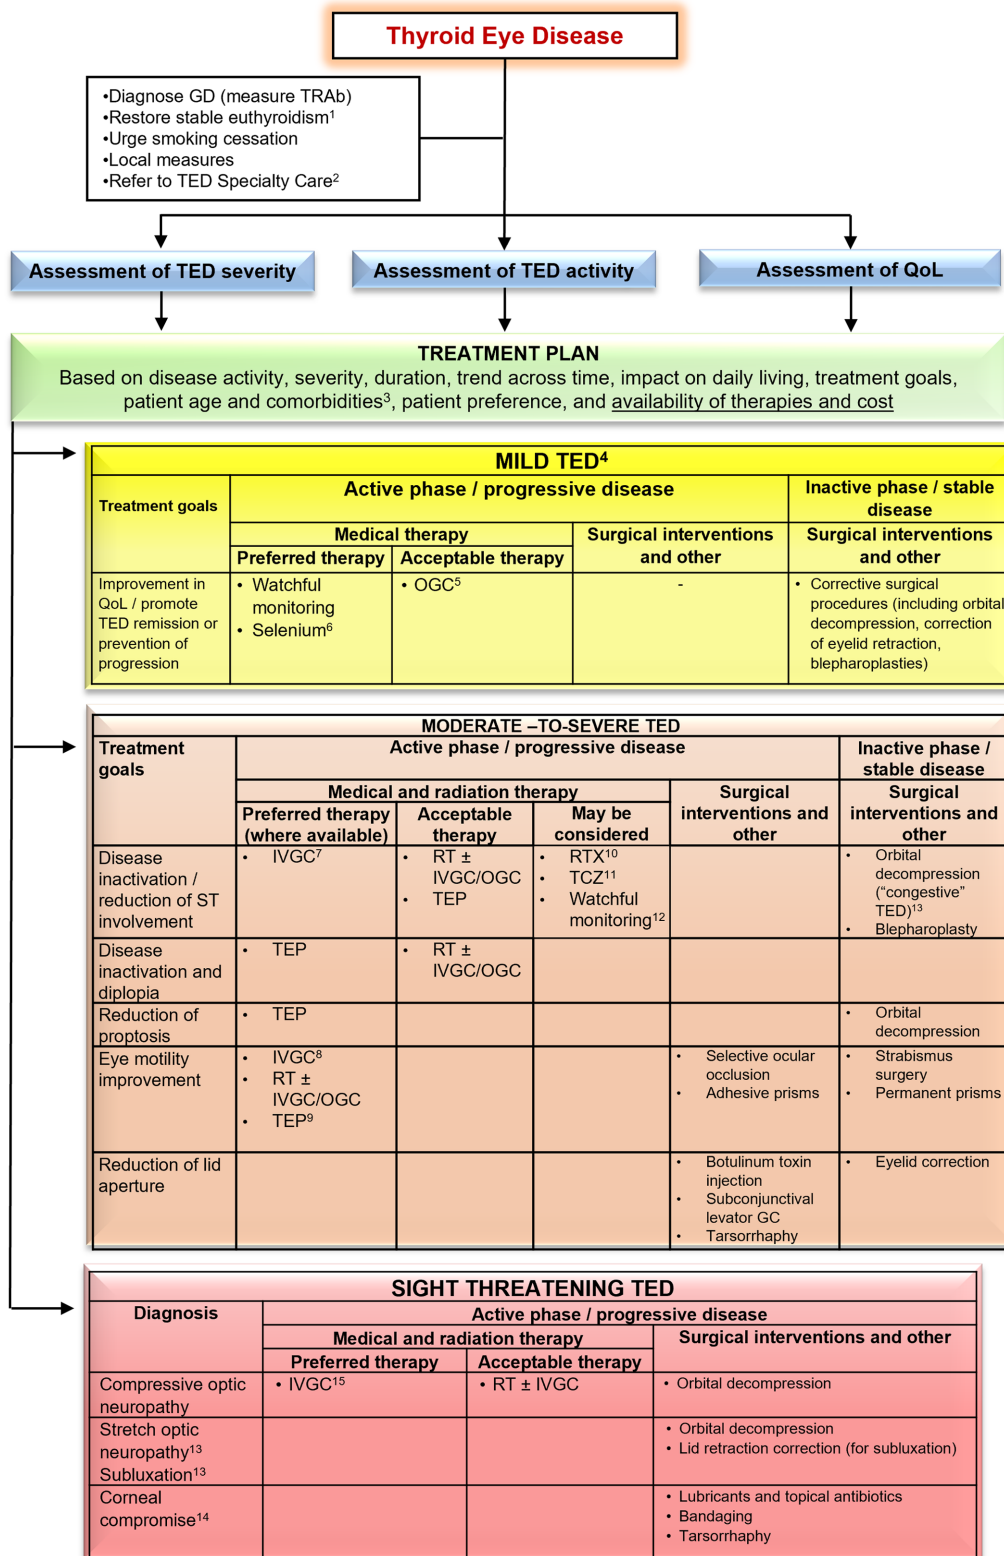 Thyroid Eye Disease
•Diagnose GD (measure TRAb)
•Restore stable euthyroidism¹
•Urge smoking cessation
•Local measures
•Refer to TED Specialty Care²
Assessment of TED severity
Assessment of TED activity
Assessment of QoL
TREATMENT PLAN
Based on disease activity, severity, duration, trend across time, impact on daily living, treatment goals,
patient age and comorbidities³, patient preference, and availability of therapies and cost
MILD TED⁴
Treatment goals
Active phase / progressive disease
Inactive phase / stable
disease
Medical therapy
Preferred therapy
Acceptable therapy
Surgical interventions
and other
Surgical interventions
and other
Improvement in
QoL / promote
TED remission or
prevention of
progression
• Watchful
monitoring
• Selenium⁶
• OGC⁵
-
• Corrective surgical
procedures (including orbital
decompression, correction
of eyelid retraction,
blepharoplasties)
MODERATE –TO-SEVERE TED
Treatment
goals
Active phase / progressive disease
Inactive phase /
stable disease
Medical and radiation therapy
Preferred therapy
(where available)
Acceptable
therapy
May be
considered
Surgical
interventions and
other
Surgical
interventions and
other
Disease
inactivation /
reduction of ST
involvement
• IVGC⁷
• RT ±
IVGC/OGC
• TEP
• RTX¹⁰
• TCZ¹¹
• Watchful
monitoring¹²
• Orbital
decompression
(“congestive”
TED)¹³
• Blepharoplasty
Disease
inactivation and
diplopia
• TEP
• RT ±
IVGC/OGC
Reduction of
proptosis
• TEP
• Orbital
decompression
Eye motility
improvement
• IVGC⁸
• RT ±
IVGC/OGC
• TEP⁹
• Selective ocular
occlusion
• Adhesive prisms
• Strabismus
surgery
• Permanent prisms
Reduction of lid
aperture
• Botulinum toxin
injection
• Subconjunctival
levator GC
• Tarsorrhaphy
• Eyelid correction
SIGHT THREATENING TED
Diagnosis
Active phase / progressive disease
Medical and radiation therapy
Preferred therapy
Acceptable therapy
Surgical interventions and other
Compressive optic
neuropathy
• IVGC¹⁵
• RT ± IVGC
• Orbital decompression
Stretch optic
neuropathy¹³
Subluxation¹³
• Orbital decompression
• Lid retraction correction (for subluxation)
Corneal
compromise¹⁴
• Lubricants and topical antibiotics
• Bandaging
• Tarsorrhaphy